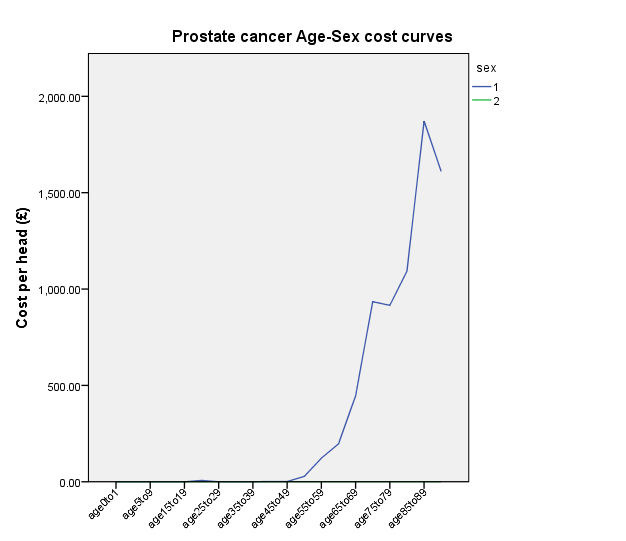 Prostate cancer Age-Sex cost curves
sex
1
2
2,000.00
1,500.00
1,000.00
500.00
0.00
Cost per head (£)
age0to1
age5to9
age15to19
age25to29
age35to39
age45to49
age55to59
age65to69
age75to79
age85to89